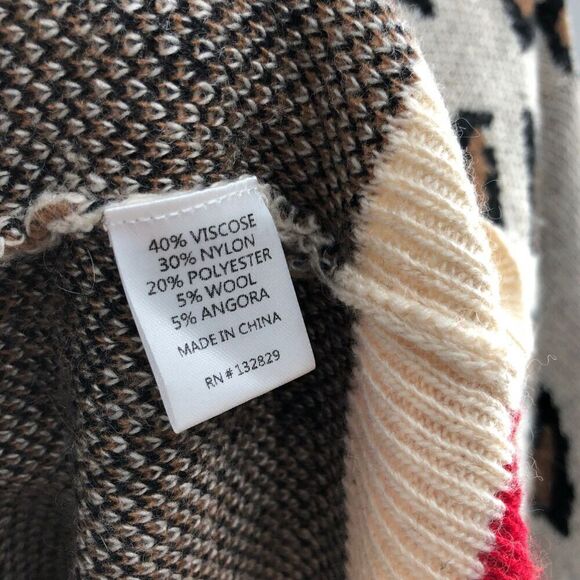 40% VISCOSE
30% NYLON
20% POLYESTER
5% WOOL
5% ANGORA
MADE IN CHINA
RN # 132829